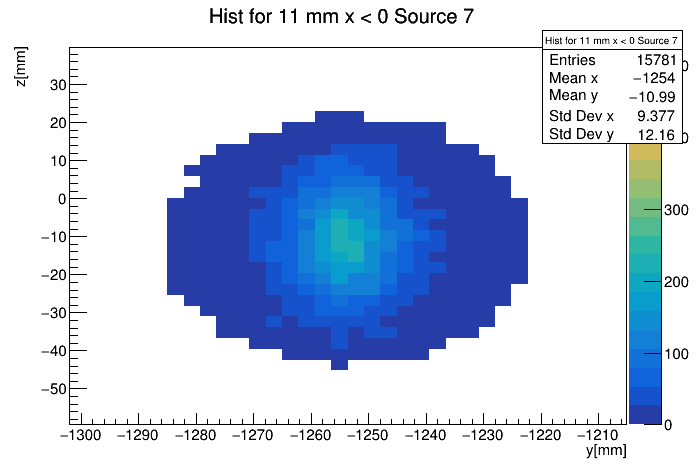 Hist for 11 mm x < 0 Source 7
z[mm]
Hist for 11 mm x < 0 Source 7
Entries 15781
Mean x −1254
Mean y −10.99
Std Dev x 9.377
Std Dev y 12.16
30
20
10
0
−10
−20
−30
−40
−50
0
0
300
200
100
0
−1300 −1290 −1280 −1270 −1260 −1250 −1240 −1230 −1220 −1210
y[mm]